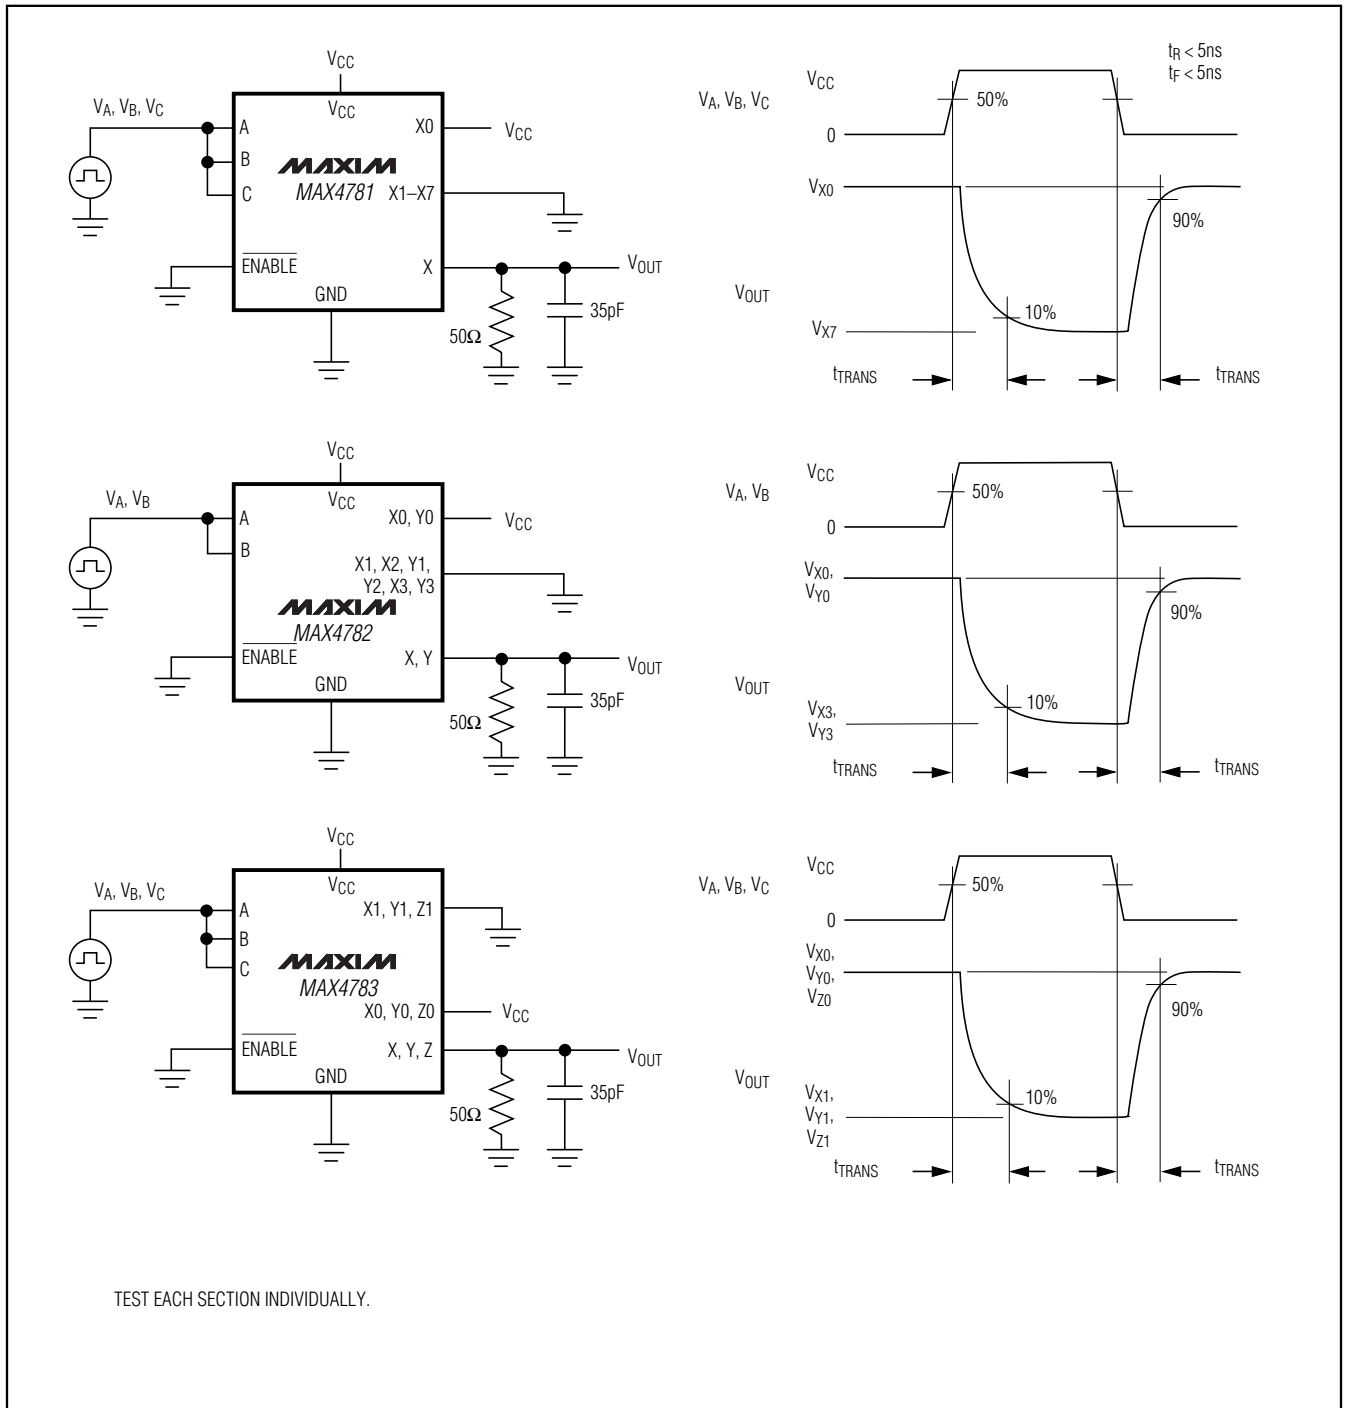 VCC
VA, VB, VC
VCC
A
X0
VCC
B
MAXIM
MAX4781
C
X1–X7
ENABLE
X
VOUT
GND
50Ω
35pF
tR < 5ns
tF < 5ns
VCC
VA, VB, VC
50%
0
VX0
90%
VOUT
10%
VX7
tTRANS
tTRANS
VCC
VA, VB
VCC
A
X0, Y0
VCC
B
X1, X2, Y1,
Y2, X3, Y3
MAXIM
MAX4782
ENABLE
X, Y
VOUT
GND
50Ω
35pF
VCC
VA, VB
50%
0
VX0,
VY0
90%
VOUT
10%
VX3,
VY3
tTRANS
tTRANS
VCC
VA, VB, VC
VCC
A
X1, Y1, Z1
B
C
MAXIM
MAX4783
X0, Y0, Z0
VCC
ENABLE
X, Y, Z
VOUT
GND
50Ω
35pF
VCC
VA, VB, VC
50%
0
VX0,
VY0,
VZ0
90%
VOUT
10%
VX1,
VY1,
VZ1
tTRANS
tTRANS
TEST EACH SECTION INDIVIDUALLY.